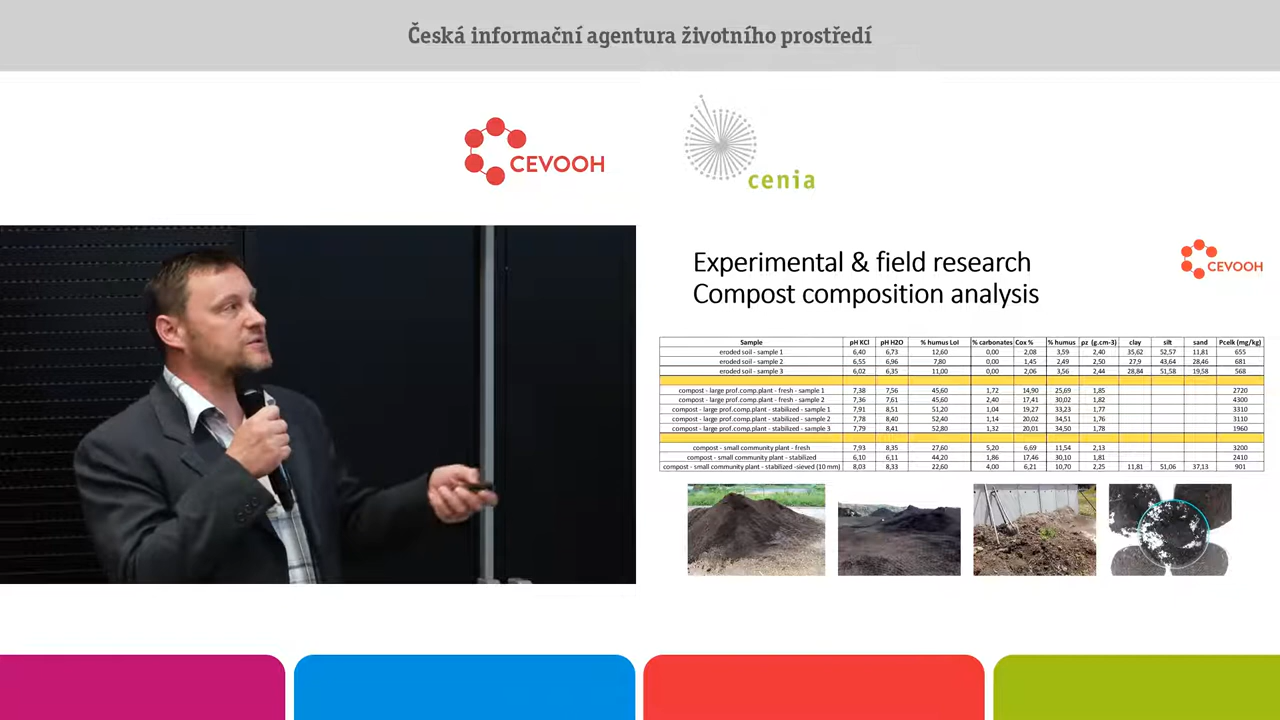 Česká informační agentura životního prostředí
CEVOOH
cenia
Experimental & field research
Compost composition analysis
CEVOOH
Sample pH KCl pH H2O % humus LoI % carbonates Cox % % humus ρz (g.cm-3) clay silt sand Pcelk (mg/kg)
eroded soil - sample 1 6,40 6,73 12,60 0,00 2,08 3,59 2,40 35,62 52,57 11,81 655
eroded soil - sample 2 6,55 6,96 7,80 0,00 1,45 2,49 2,50 27,9 43,64 28,46 681
eroded soil - sample 3 6,02 6,35 11,00 0,00 2,06 3,56 2,44 28,84 51,58 19,58 568
compost - large prof.comp.plant - fresh - sample 1 7,38 7,56 45,60 1,72 14,90 25,69 1,85 2720
compost - large prof.comp.plant - fresh - sample 2 7,36 7,61 45,60 2,40 17,41 30,02 1,82 4300
compost - large prof.comp.plant - stabilized - sample 1 7,91 8,51 51,20 1,04 19,27 33,23 1,77 3310
compost - large prof.comp.plant - stabilized - sample 2 7,78 8,40 52,40 1,14 20,02 34,51 1,76 3110
compost - large prof.comp.plant - stabilized - sample 3 7,79 8,41 52,80 1,32 20,01 34,50 1,78 1960
compost - small community plant - fresh 7,93 8,35 27,60 5,20 6,69 11,54 2,13 3200
compost - small community plant - stabilized 6,10 6,11 44,20 1,86 17,46 30,10 1,81 2410
compost - small community plant - stabilized -sieved (10 mm) 8,03 8,33 22,60 4,00 6,21 10,70 2,25 11,81 51,06 37,13 901